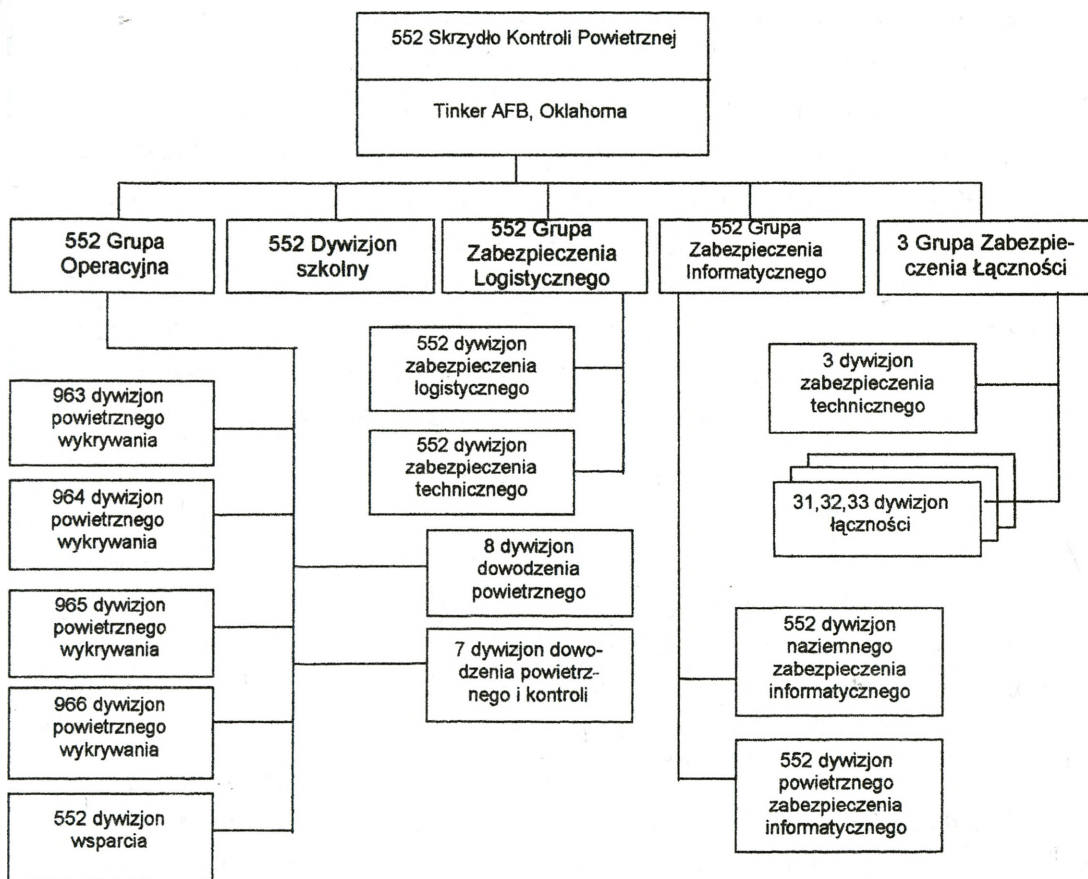 552 Skrzydło Kontroli Powietrznej
Tinker AFB, Oklahoma
552 Grupa
Operacyjna
552 Dywizjon
szkolny
552 Grupa
Zabezpieczenia
Logistycznego
552 Grupa
Zabezpieczenia
Informatycznego
3 Grupa Zabezpie-
czenia Łączności
963 dywizjon
powietrznego
wykrywania
964 dywizjon
powietrznego
wykrywania
965 dywizjon
powietrznego
wykrywania
966 dywizjon
powietrznego
wykrywania
552 dywizjon
wsparcia
8 dywizjon
dowodzenia
powietrznego
7 dywizjon dowo-
dzenia powietrz-
nego i kontroli
552 dywizjon
zabezpieczenia
logistycznego
552 dywizjon
zabezpieczenia
technicznego
552 dywizjon
naziemnego
zabezpieczenia
informatycznego
552 dywizjon
powietrznego
zabezpieczenia
informatycznego
3 dywizjon
zabezpieczenia
technicznego
31,32,33 dywizjon
łączności